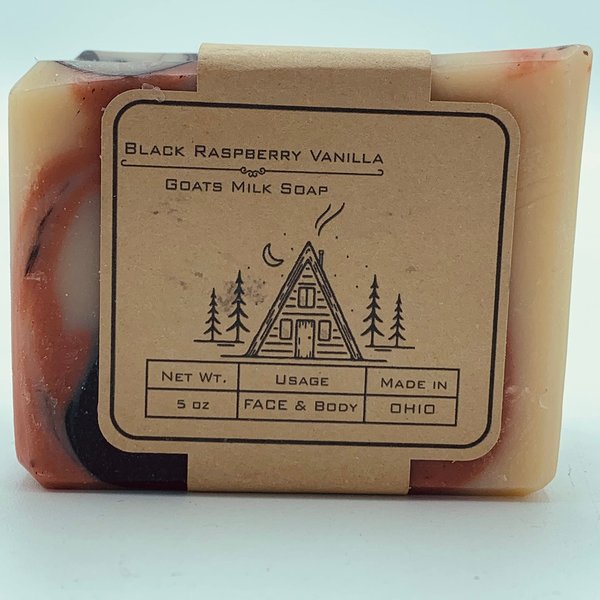 Black Raspberry Vanilla
Goats Milk Soap
Net Wt. Usage Made in
5 oz FACE & Body OHIO